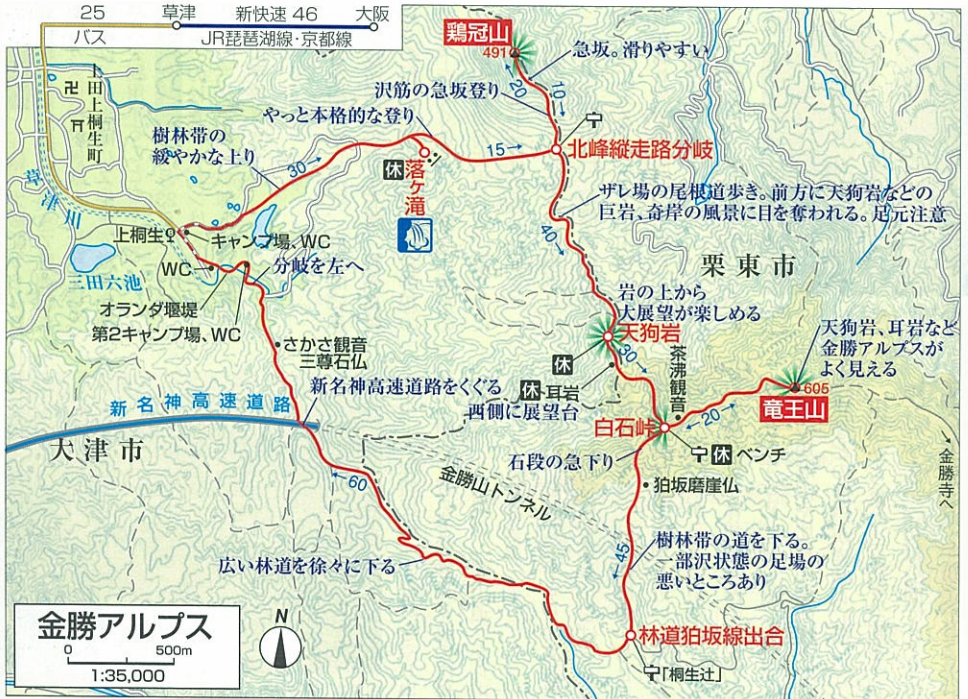 25
草津
新快速 46
大阪
バス
JR琵琶湖線・京都線
鶏冠山
491
急坂。滑りやすい
20
10
沢筋の急坂登り
やっと本格的な登り
上田上桐生町
樹林帯の
緩やかな上り
30
15
北峰縦走路分岐
休
落ヶ滝
草津川
ザレ場の尾根道歩き。前方に天狗岩などの
巨岩、奇岸の風景に目を奪われる。足元注意
上桐生
キャンプ場、WC
40
栗東市
WC
分岐を左へ
三田六池
オランダ堰堤
第2キャンプ場、WC
岩の上から
大展望が楽しめる
天狗岩
天狗岩、耳岩など
金勝アルプスが
よく見える
さかさ観音
三尊石仏
30
休
茶沸観音
休・耳岩
西側に展望台
605
竜王山
新名神高速道路をくぐる
新名神高速道路
20
白石峠
大津市
休 ベンチ
石段の急下り
金勝寺へ
金勝山トンネル
狛坂磨崖仏
60
45
樹林帯の道を下る。
一部沢状態の足場の
悪いところあり
広い林道を徐々に下る
金勝アルプス
0 500m
1:35,000
N
林道狛坂線出合
「桐生辻」